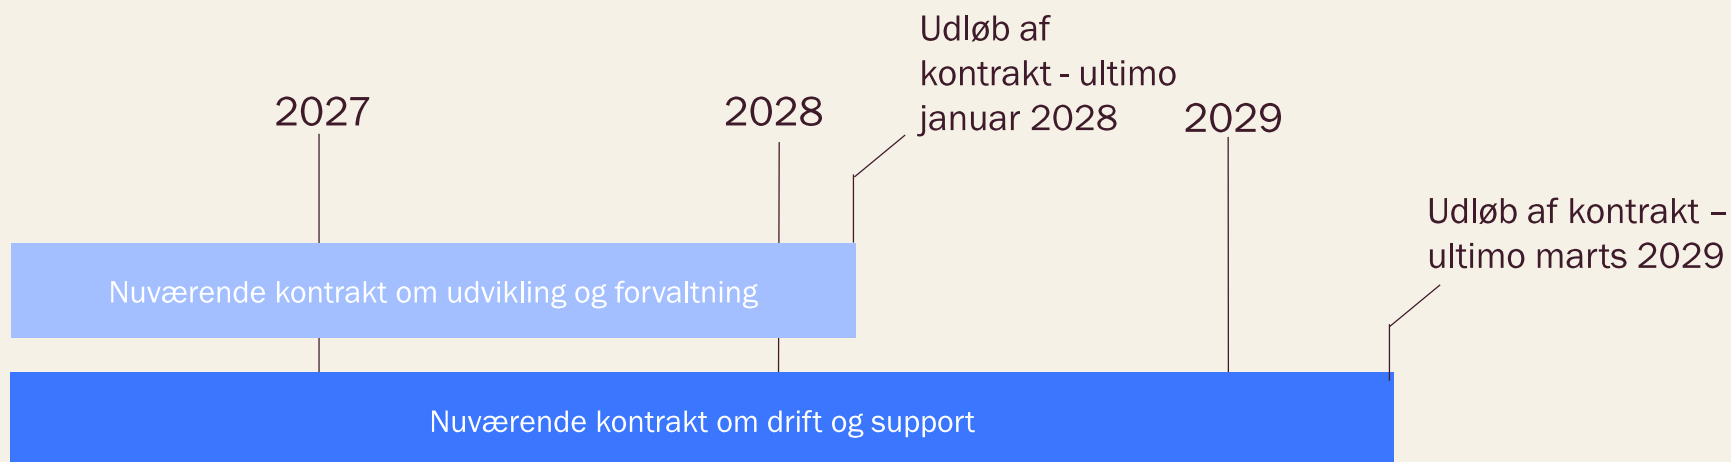 2027
2028
Udløb af
kontrakt - ultimo
januar 2028
2029
Udløb af kontrakt –
ultimo marts 2029
Nuværende kontrakt om udvikling og forvaltning
Nuværende kontrakt om drift og support